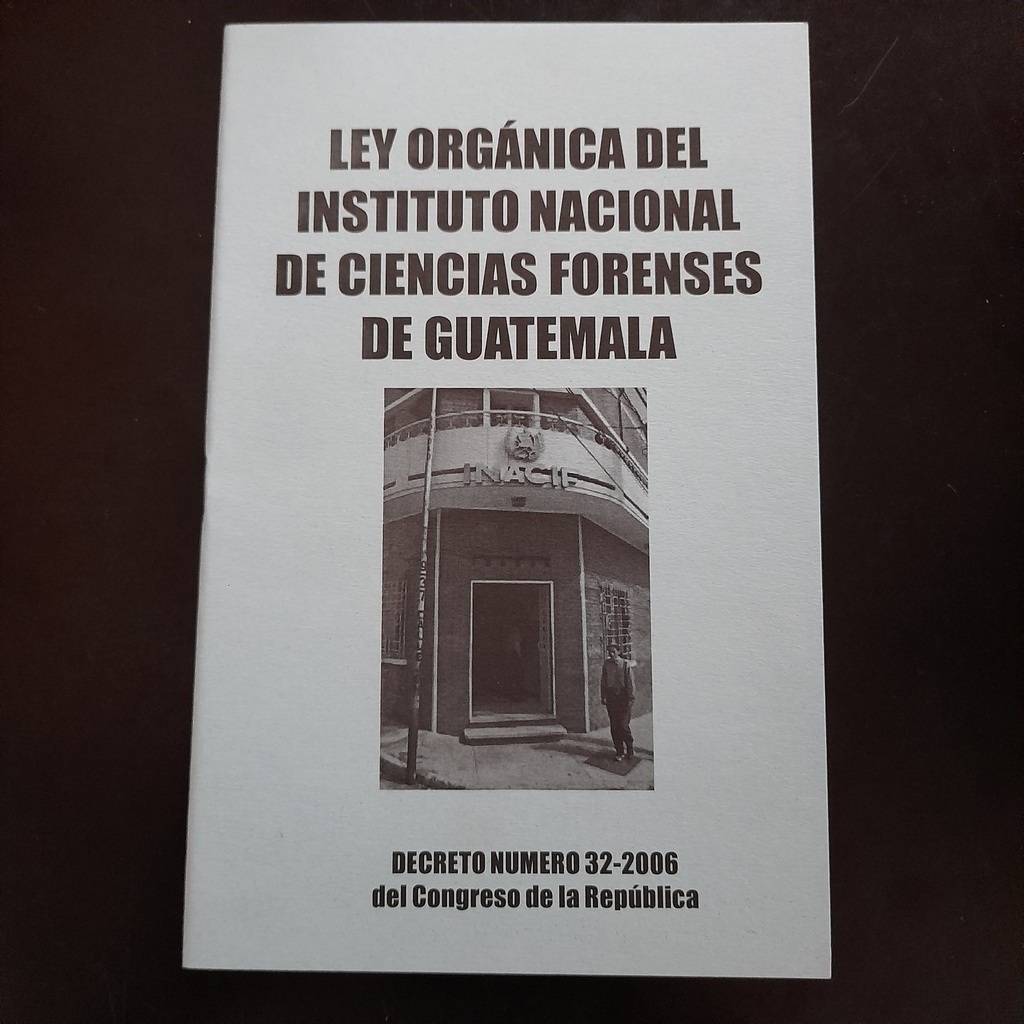 LEY ORGÁNICA DEL
INSTITUTO NACIONAL
DE CIENCIAS FORENSES
DE GUATEMALA
INACIF
DECRETO NUMERO 32-2006
del Congreso de la República